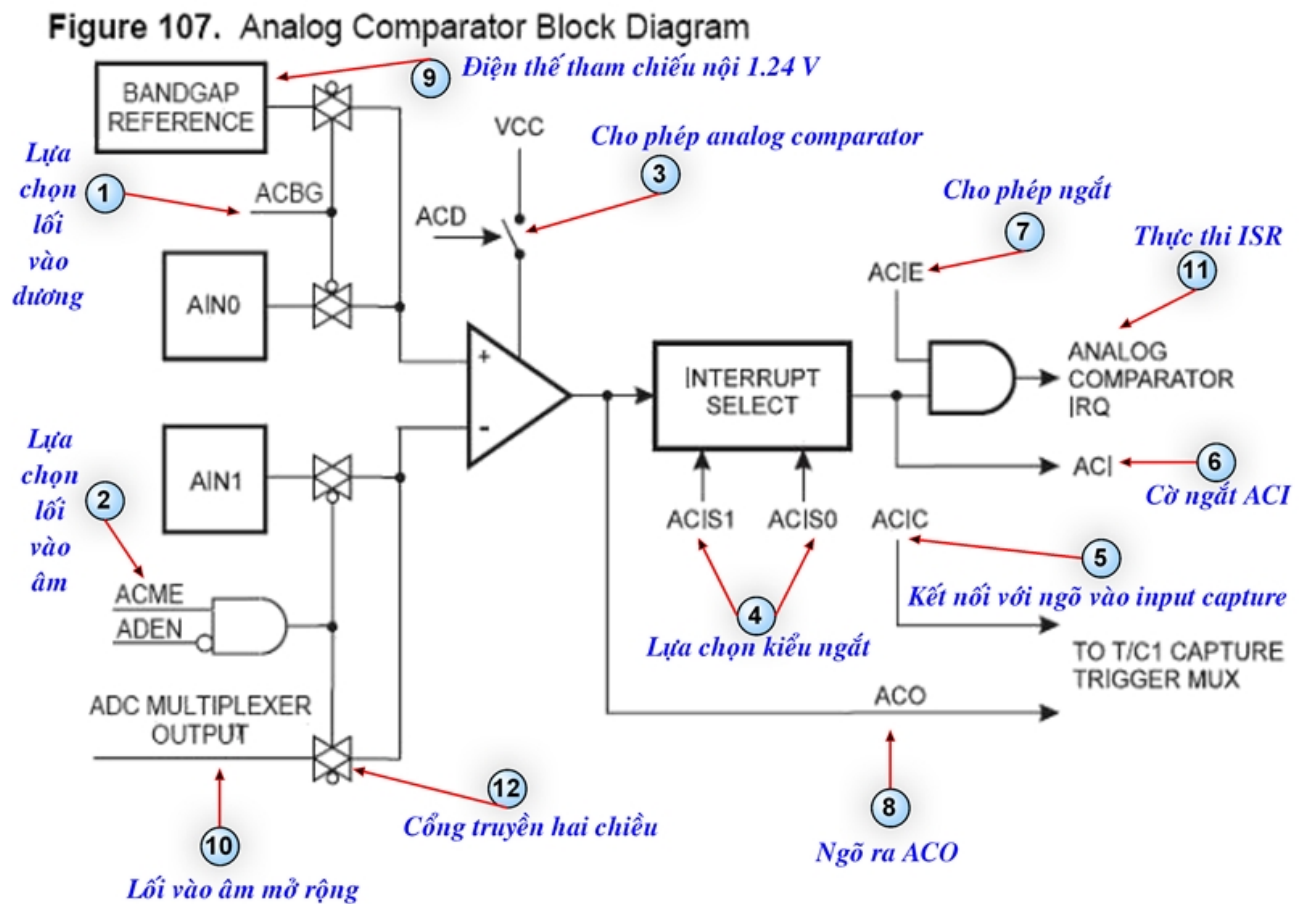 Figure 107. Analog Comparator Block Diagram
9
Điện thế tham chiếu nội 1.24 V
BANDGAP
REFERENCE
VCC
Cho phép analog comparator
3
Lựa
chọn
lối
vào
dương
1
ACBG
ACD
Cho phép ngắt
7
Thực thi ISR
11
ACIE
AIN0
+
-
INTERRUPT
SELECT
ANALOG
COMPARATOR
IRQ
Lựa
chọn
lối
vào
âm
2
AIN1
ACI
6
Cờ ngắt ACI
ACIS1
ACIS0
ACIC
5
Kết nối với ngõ vào input capture
4
Lựa chọn kiểu ngắt
ACME
ADEN
TO T/C1 CAPTURE
TRIGGER MUX
ADC MULTIPLEXER
OUTPUT
ACO
12
Cổng truyền hai chiều
8
Ngõ ra ACO
10
Lối vào âm mở rộng